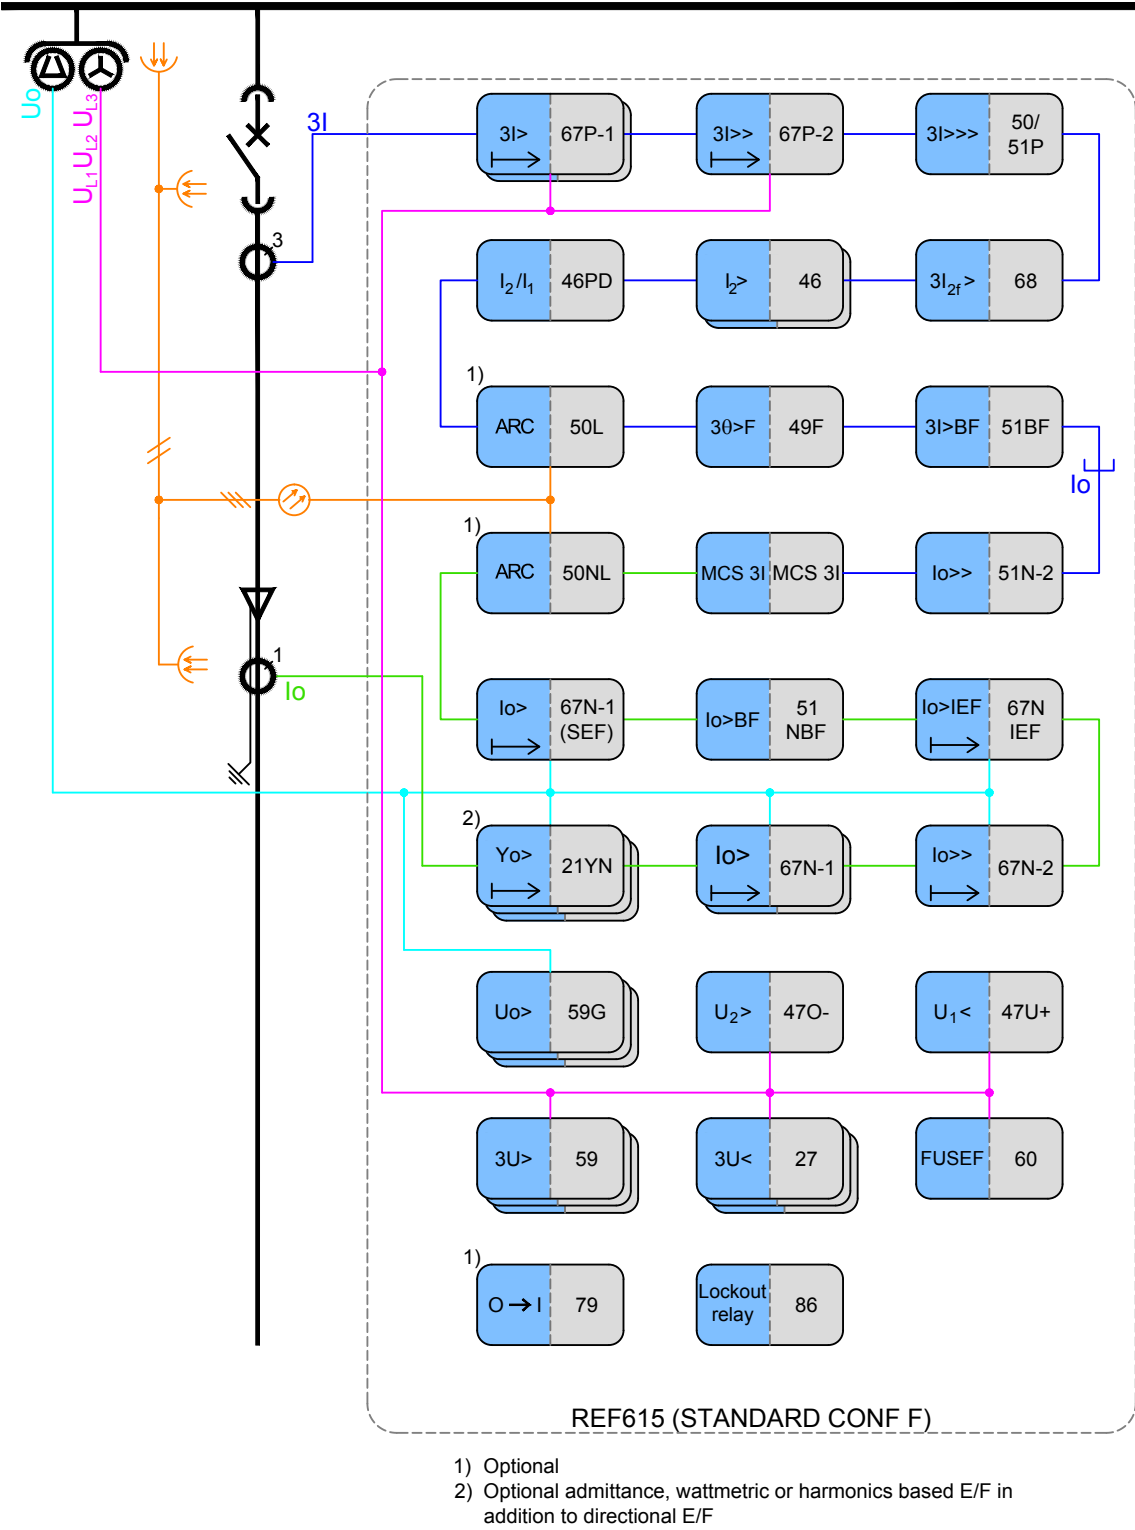 Uo
UL1 UL2 UL3
3I
3
3I>
67P-1
3I>>
67P-2
3I>>>
50/
51P
I2/I1
46PD
I2>
46
3I2f>
68
1)
ARC
50L
3θ>F
49F
3I>BF
51BF
Io
1)
ARC
50NL
MCS 3I
MCS 3I
Io>>
51N-2
1
Io
Io>
67N-1
(SEF)
Io>BF
51
NBF
Io>IEF
67N
IEF
2)
Yo>
21YN
Io>
67N-1
Io>>
67N-2
Uo>
59G
U2>
47O-
U1<
47U+
3U>
59
3U<
27
FUSEF
60
1)
O→I
79
Lockout
relay
86
REF615 (STANDARD CONF F)
1) Optional
2) Optional admittance, wattmetric or harmonics based E/F in
addition to directional E/F